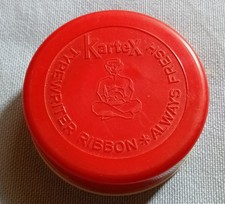 Kartex
TYPEWRITER RIBBON * ALWAYS FRESH